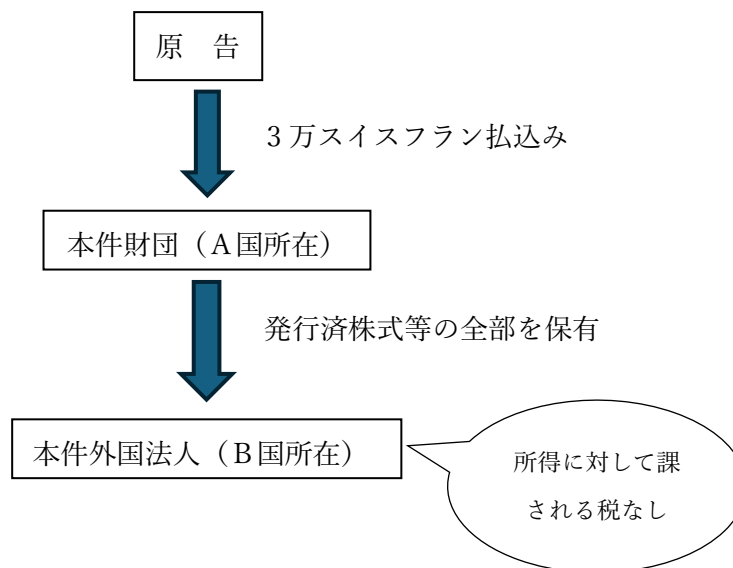 原　告
３万スイスフラン払込み
本件財団（Ａ国所在）
発行済株式等の全部を保有
本件外国法人（Ｂ国所在）
所得に対して課
される税なし